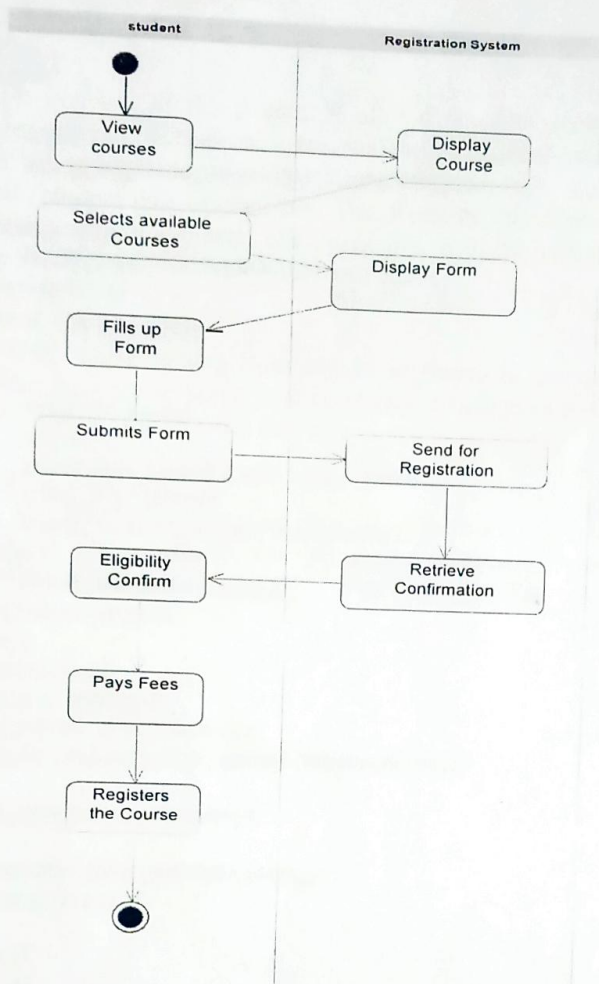 student
Registration System
View
courses
Display
Course
Selects available
Courses
Display Form
Fills up
Form
Submits Form
Send for
Registration
Eligibility
Confirm
Retrieve
Confirmation
Pays Fees
Registers
the Course